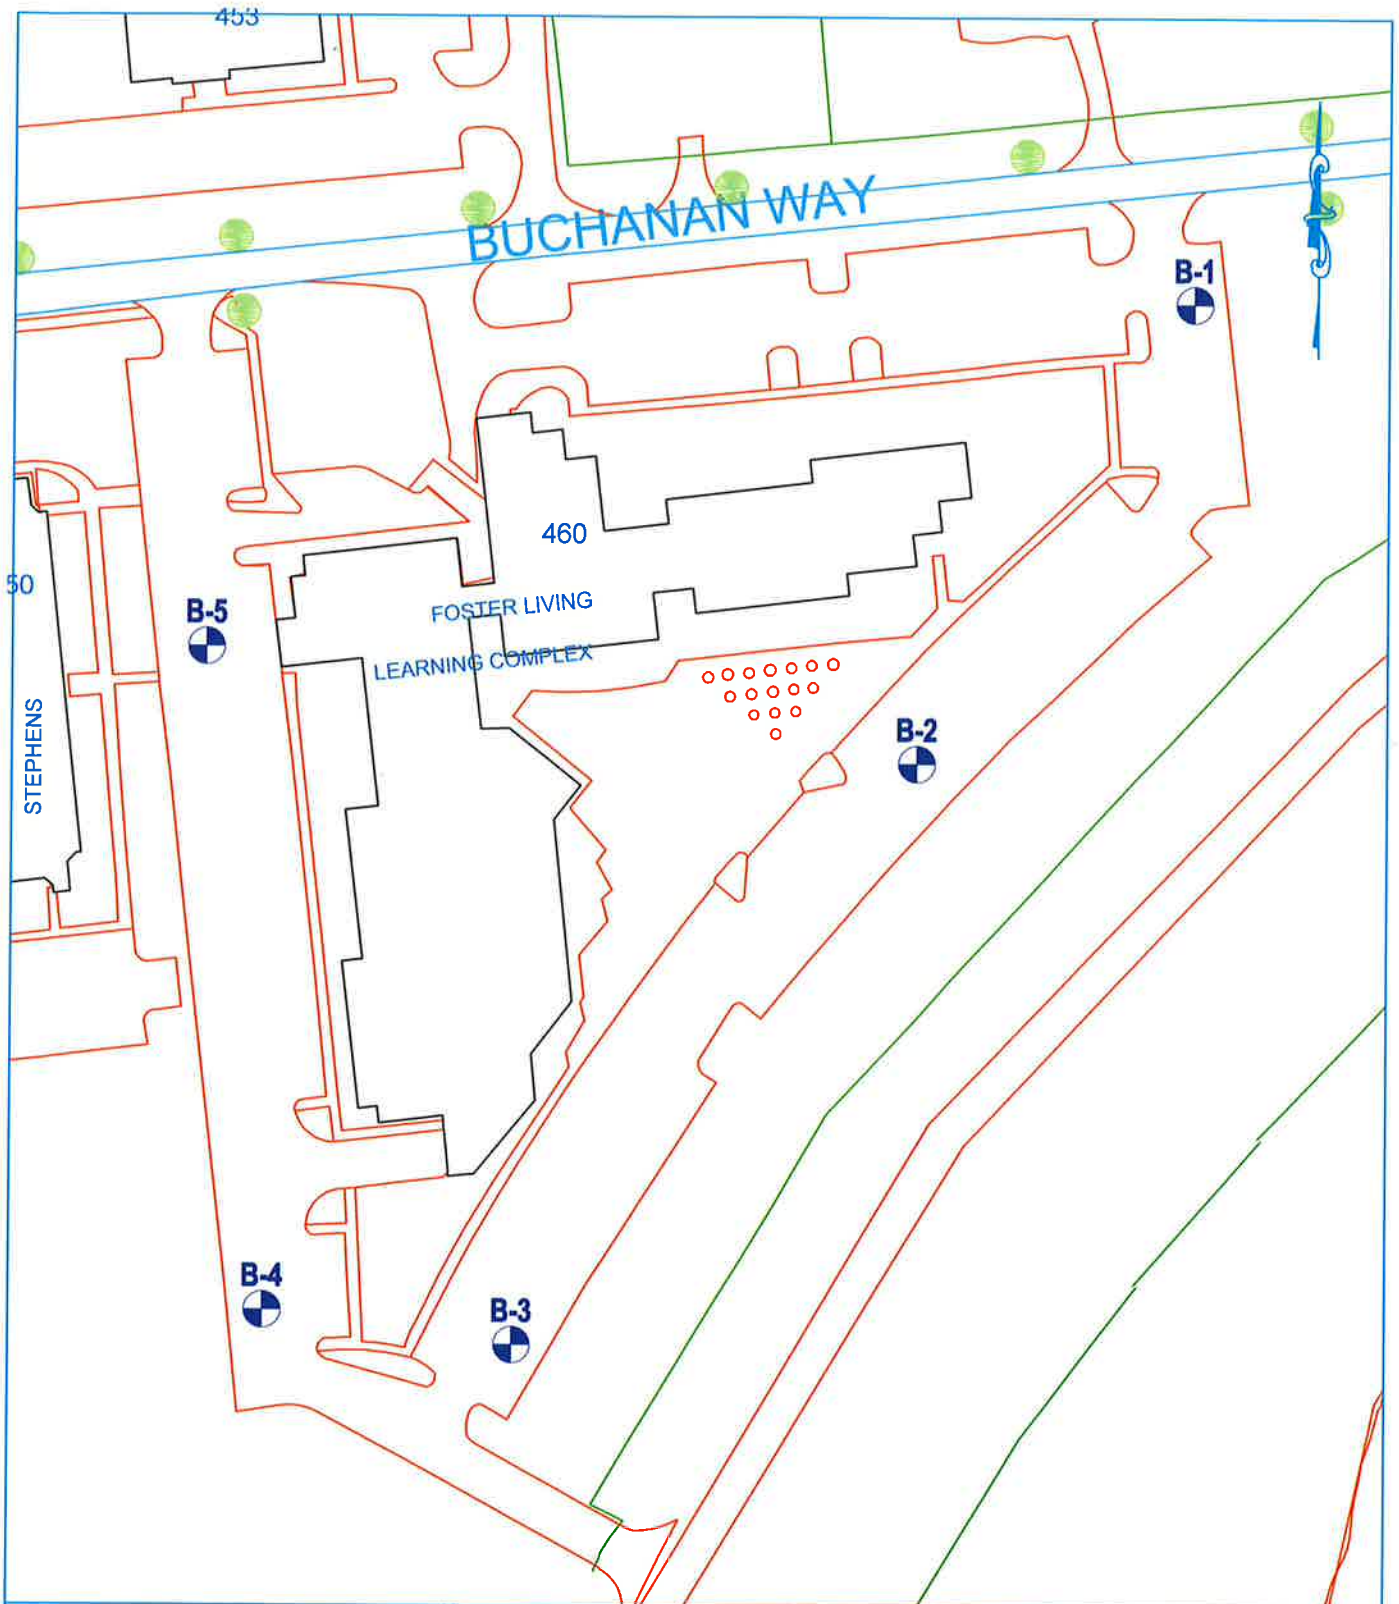 453
BUCHANAN WAY
B-1
460
50
FOSTER LIVING
B-5
LEARNING COMPLEX
STEPHENS
B-2
B-4
B-3